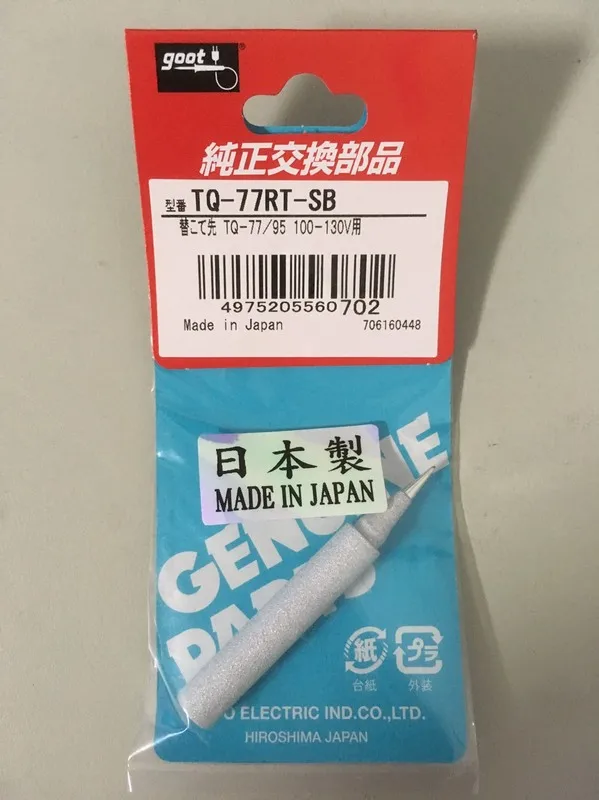 goot
®
純正交換部品
型番 TQ-77RT-SB
替こて先 TQ-77/95 100-130V用
4975205560702
Made in Japan 706160448
日本製
MADE IN JAPAN
GENUINE
紙 プラ
台紙 外装
O ELECTRIC IND.CO.,LTD.
HIROSHIMA JAPAN